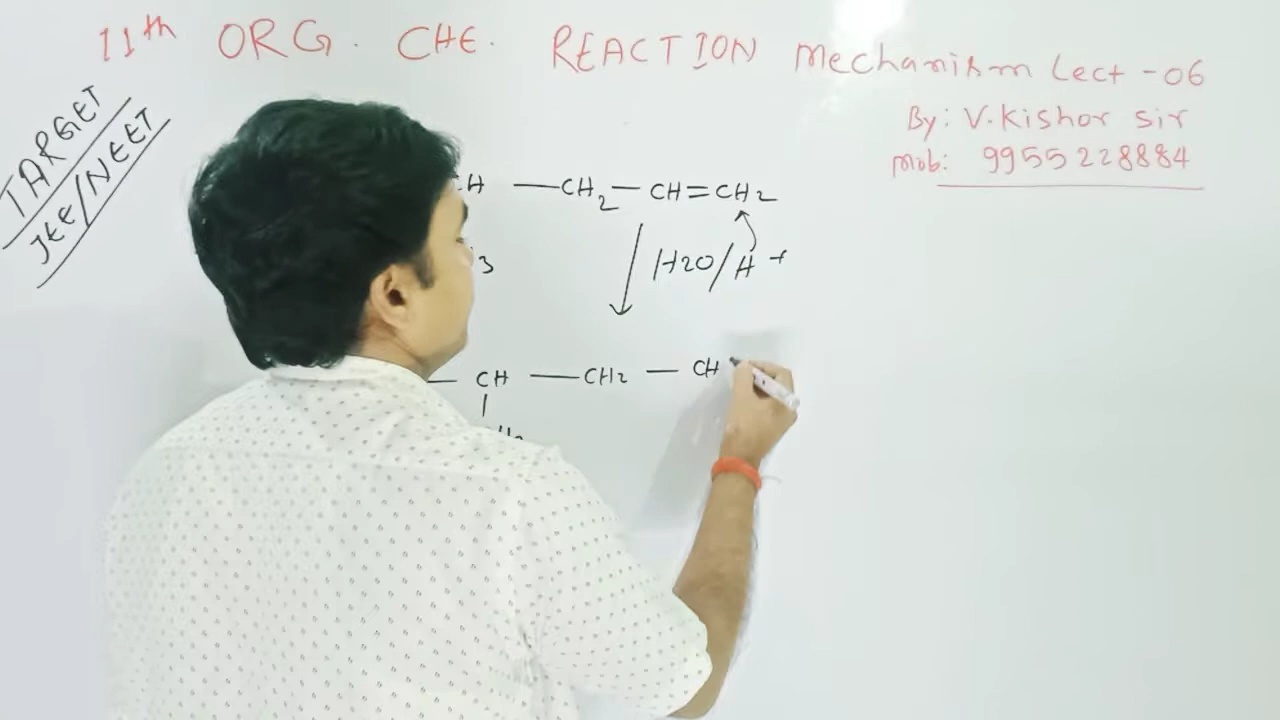 11th ORG. CHE. REACTION Mechanism Lect-06
By: V.Kishor Sir
Mob: 9955228884
TARGET
JEE/NEET
CH — CH2 — CH=CH2
3
H2O/H+
— CH — CH2 — CH